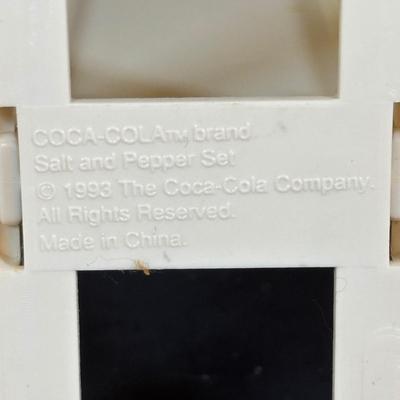 COCA-COLA™ brand
Salt and Pepper Set
© 1993 The Coca-Cola Company.
All Rights Reserved.
Made in China.